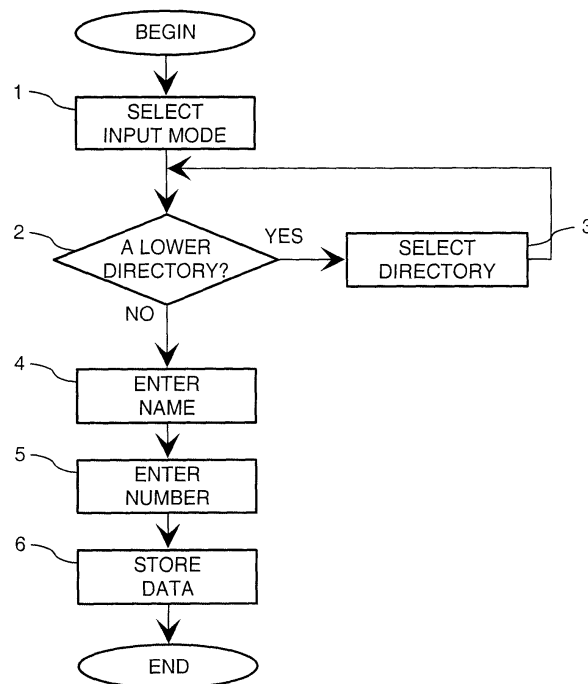 BEGIN
1
SELECT
INPUT MODE
2
A LOWER
DIRECTORY?
YES
3
SELECT
DIRECTORY
NO
4
ENTER
NAME
5
ENTER
NUMBER
6
STORE
DATA
END